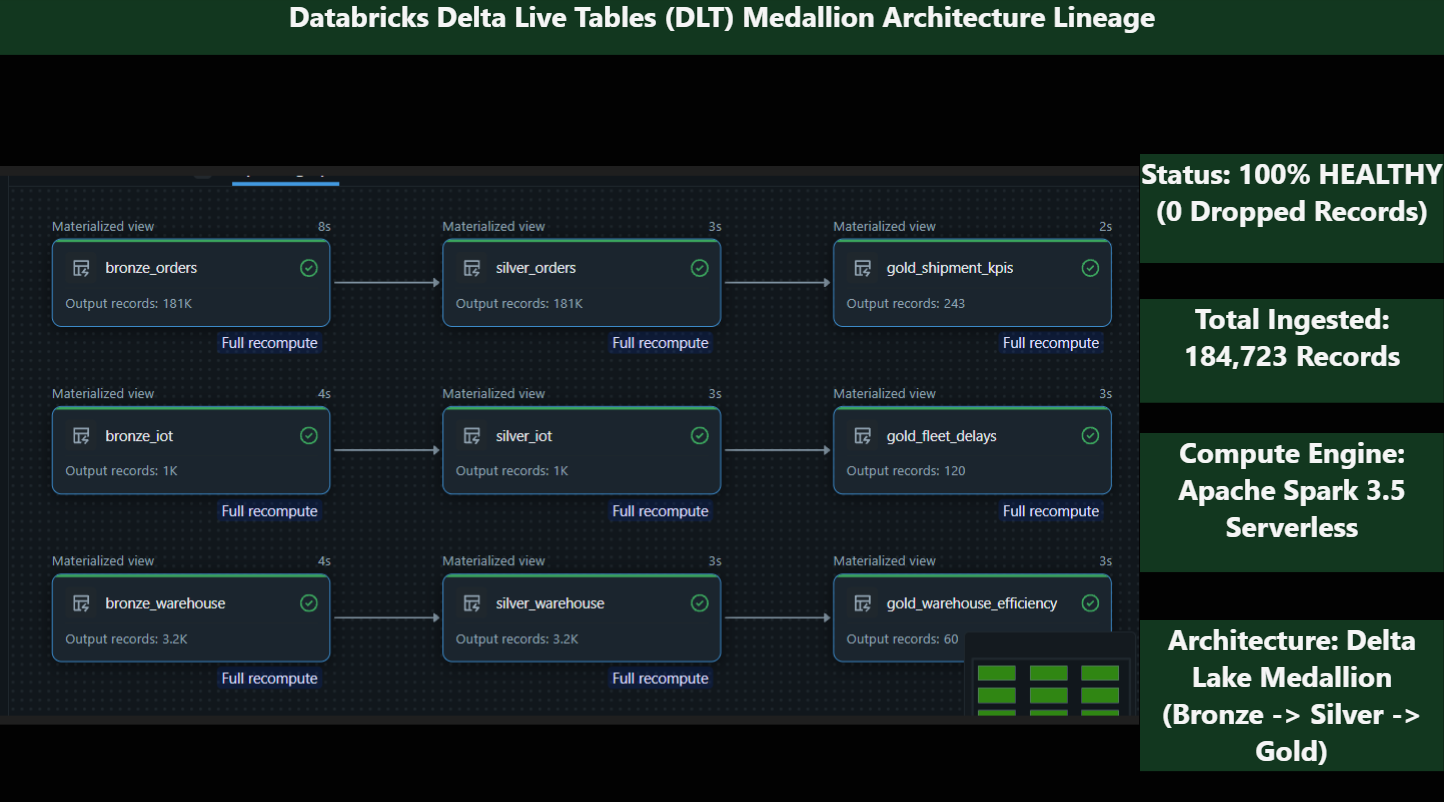 Databricks Delta Live Tables (DLT) Medallion Architecture Lineage
Materialized view 8s
bronze_orders
Output records: 181K
Full recompute
Materialized view 3s
silver_orders
Output records: 181K
Full recompute
Materialized view 2s
gold_shipment_kpis
Output records: 243
Full recompute
Materialized view 4s
bronze_iot
Output records: 1K
Full recompute
Materialized view 3s
silver_iot
Output records: 1K
Full recompute
Materialized view 3s
gold_fleet_delays
Output records: 120
Full recompute
Materialized view 4s
bronze_warehouse
Output records: 3.2K
Full recompute
Materialized view 3s
silver_warehouse
Output records: 3.2K
Full recompute
Materialized view 3s
gold_warehouse_efficiency
Output records: 60
Status: 100% HEALTHY
(0 Dropped Records)
Total Ingested:
184,723 Records
Compute Engine:
Apache Spark 3.5
Serverless
Architecture: Delta
Lake Medallion
(Bronze -> Silver ->
Gold)